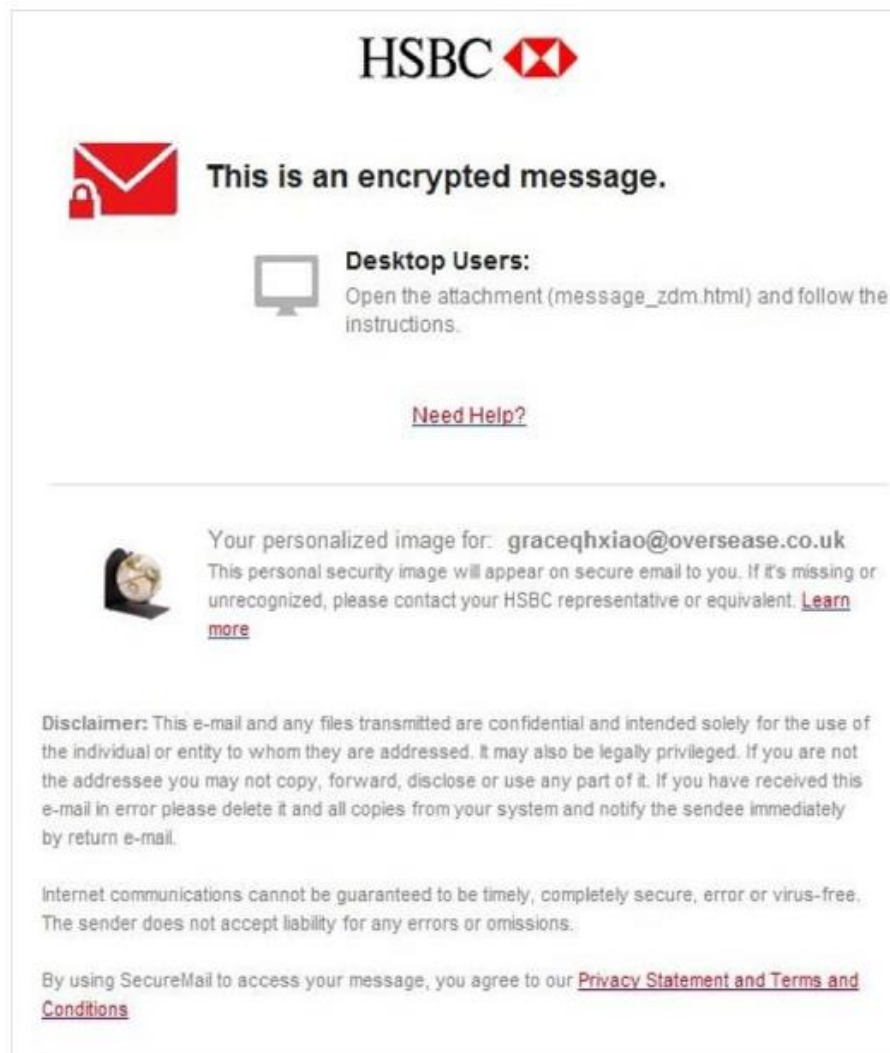 HSBC
This is an encrypted message.
Desktop Users:
Open the attachment (message_zdm.html) and follow the
instructions.
Need Help?
Your personalized image for: graceqhxiao@oversease.co.uk
This personal security image will appear on secure email to you. If it's missing or
unrecognized, please contact your HSBC representative or equivalent. Learn
more
Disclaimer: This e-mail and any files transmitted are confidential and intended solely for the use of
the individual or entity to whom they are addressed. It may also be legally privileged. If you are not
the addressee you may not copy, forward, disclose or use any part of it. If you have received this
e-mail in error please delete it and all copies from your system and notify the sendee immediately
by return e-mail.
Internet communications cannot be guaranteed to be timely, completely secure, error or virus-free.
The sender does not accept liability for any errors or omissions.
By using SecureMail to access your message, you agree to our Privacy Statement and Terms and
Conditions